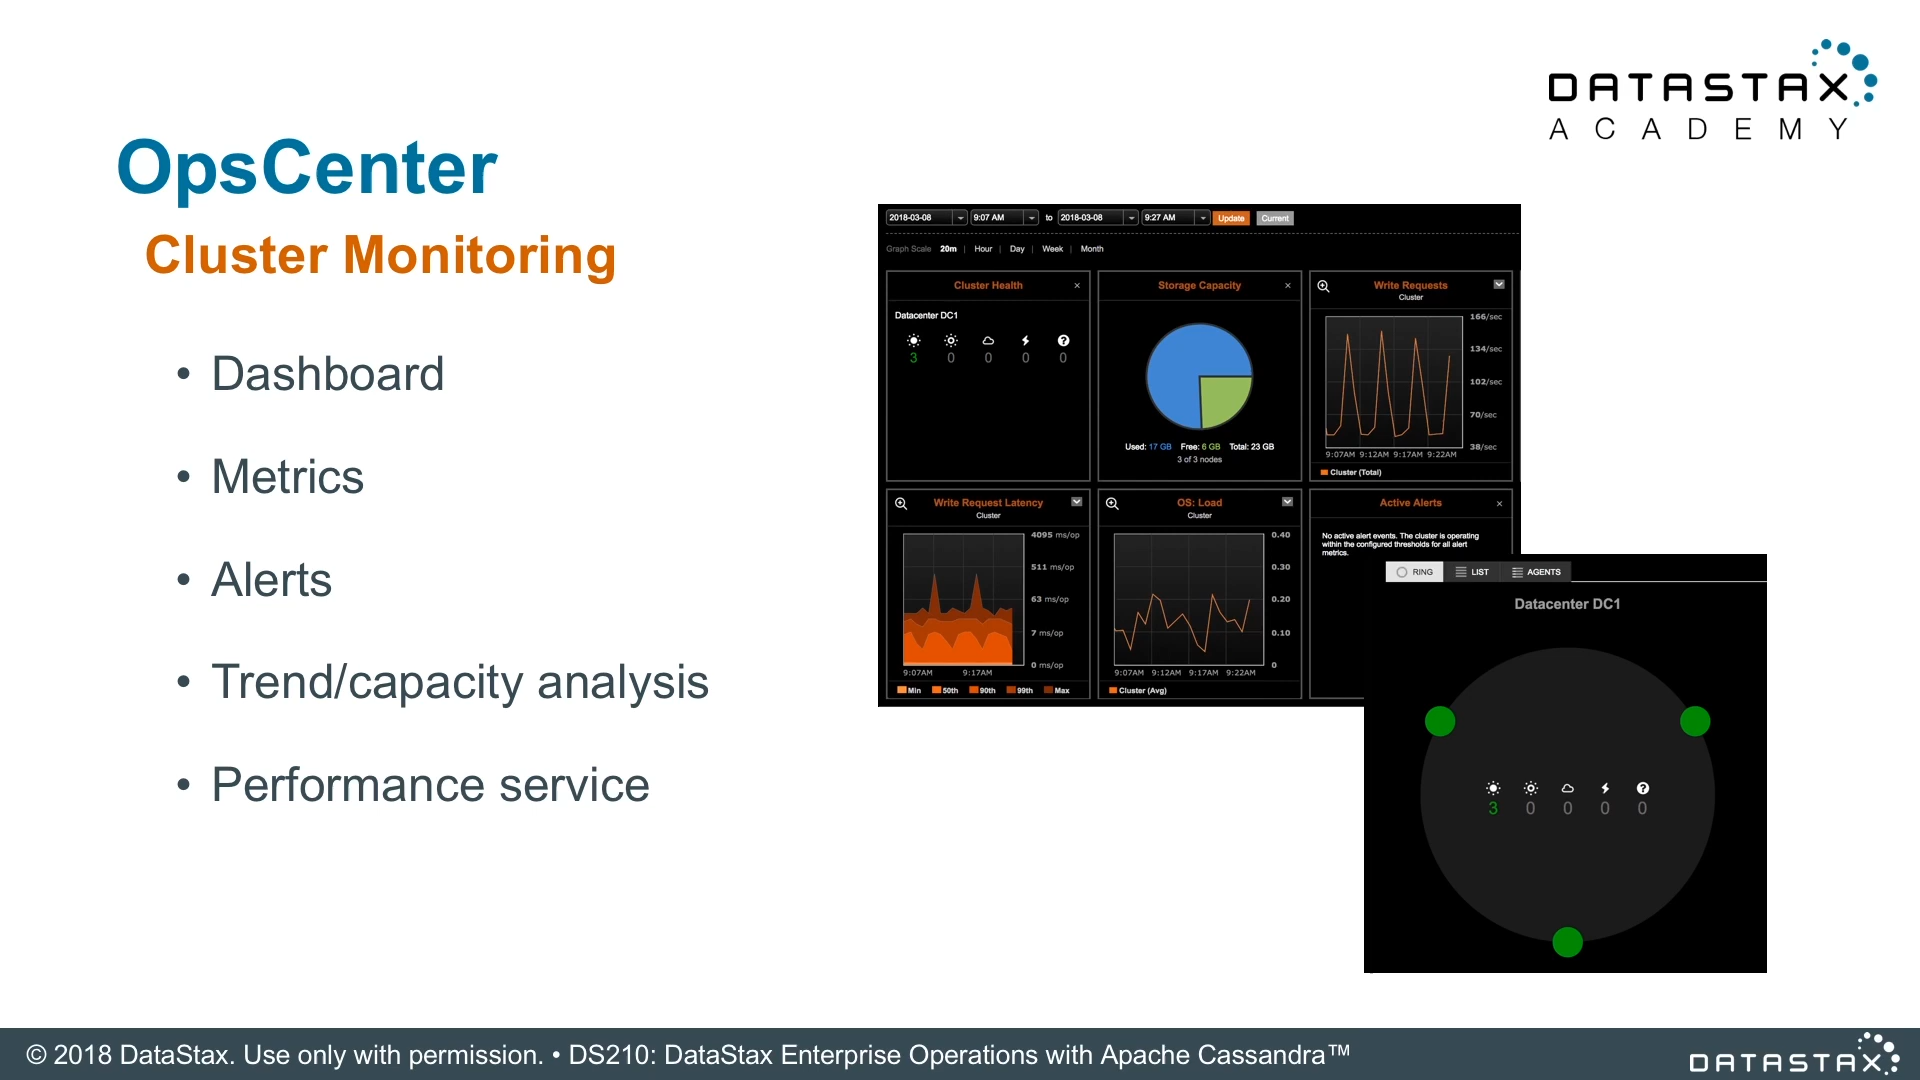 DATASTAX
ACADEMY
OpsCenter
Cluster Monitoring
• Dashboard
• Metrics
• Alerts
• Trend/capacity analysis
• Performance service
2018-03-08 9:07 AM to 2018-03-08 9:27 AM Update Current
Graph Scale 20m | Hour | Day | Week | Month
Cluster Health
Datacenter DC1
3 0 0 0 0
Storage Capacity
Used: 17 GB Free: 6 GB Total: 23 GB
3 of 3 nodes
Write Requests
Cluster
166/sec
134/sec
102/sec
70/sec
38/sec
9:07AM 9:12AM 9:17AM 9:22AM
Cluster (Total)
Write Request Latency
Cluster
4095 ms/op
511 ms/op
63 ms/op
7 ms/op
0 ms/op
9:07AM 9:17AM
Min 50th 90th 99th Max
OS: Load
Cluster
0.40
0.30
0.20
0.10
0
9:07AM 9:12AM 9:17AM 9:22AM
Cluster (Avg)
Active Alerts
No active alert events. The cluster is operating
within the configured thresholds for all alert
metrics.
RING LIST AGENTS
Datacenter DC1
3 0 0 0 0
© 2018 DataStax. Use only with permission. • DS210: DataStax Enterprise Operations with Apache Cassandra™
DATASTAX